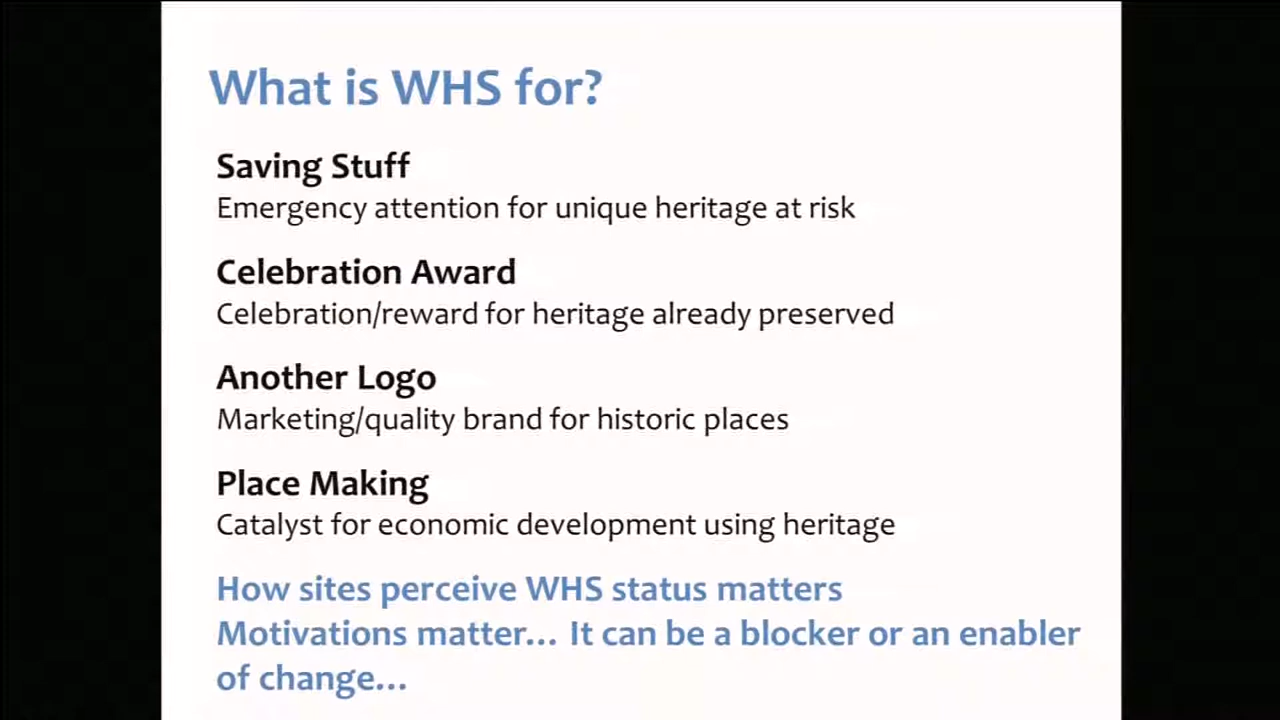 What is WHS for?
Saving Stuff
Emergency attention for unique heritage at risk
Celebration Award
Celebration/reward for heritage already preserved
Another Logo
Marketing/quality brand for historic places
Place Making
Catalyst for economic development using heritage
How sites perceive WHS status matters
Motivations matter... It can be a blocker or an enabler
of change...